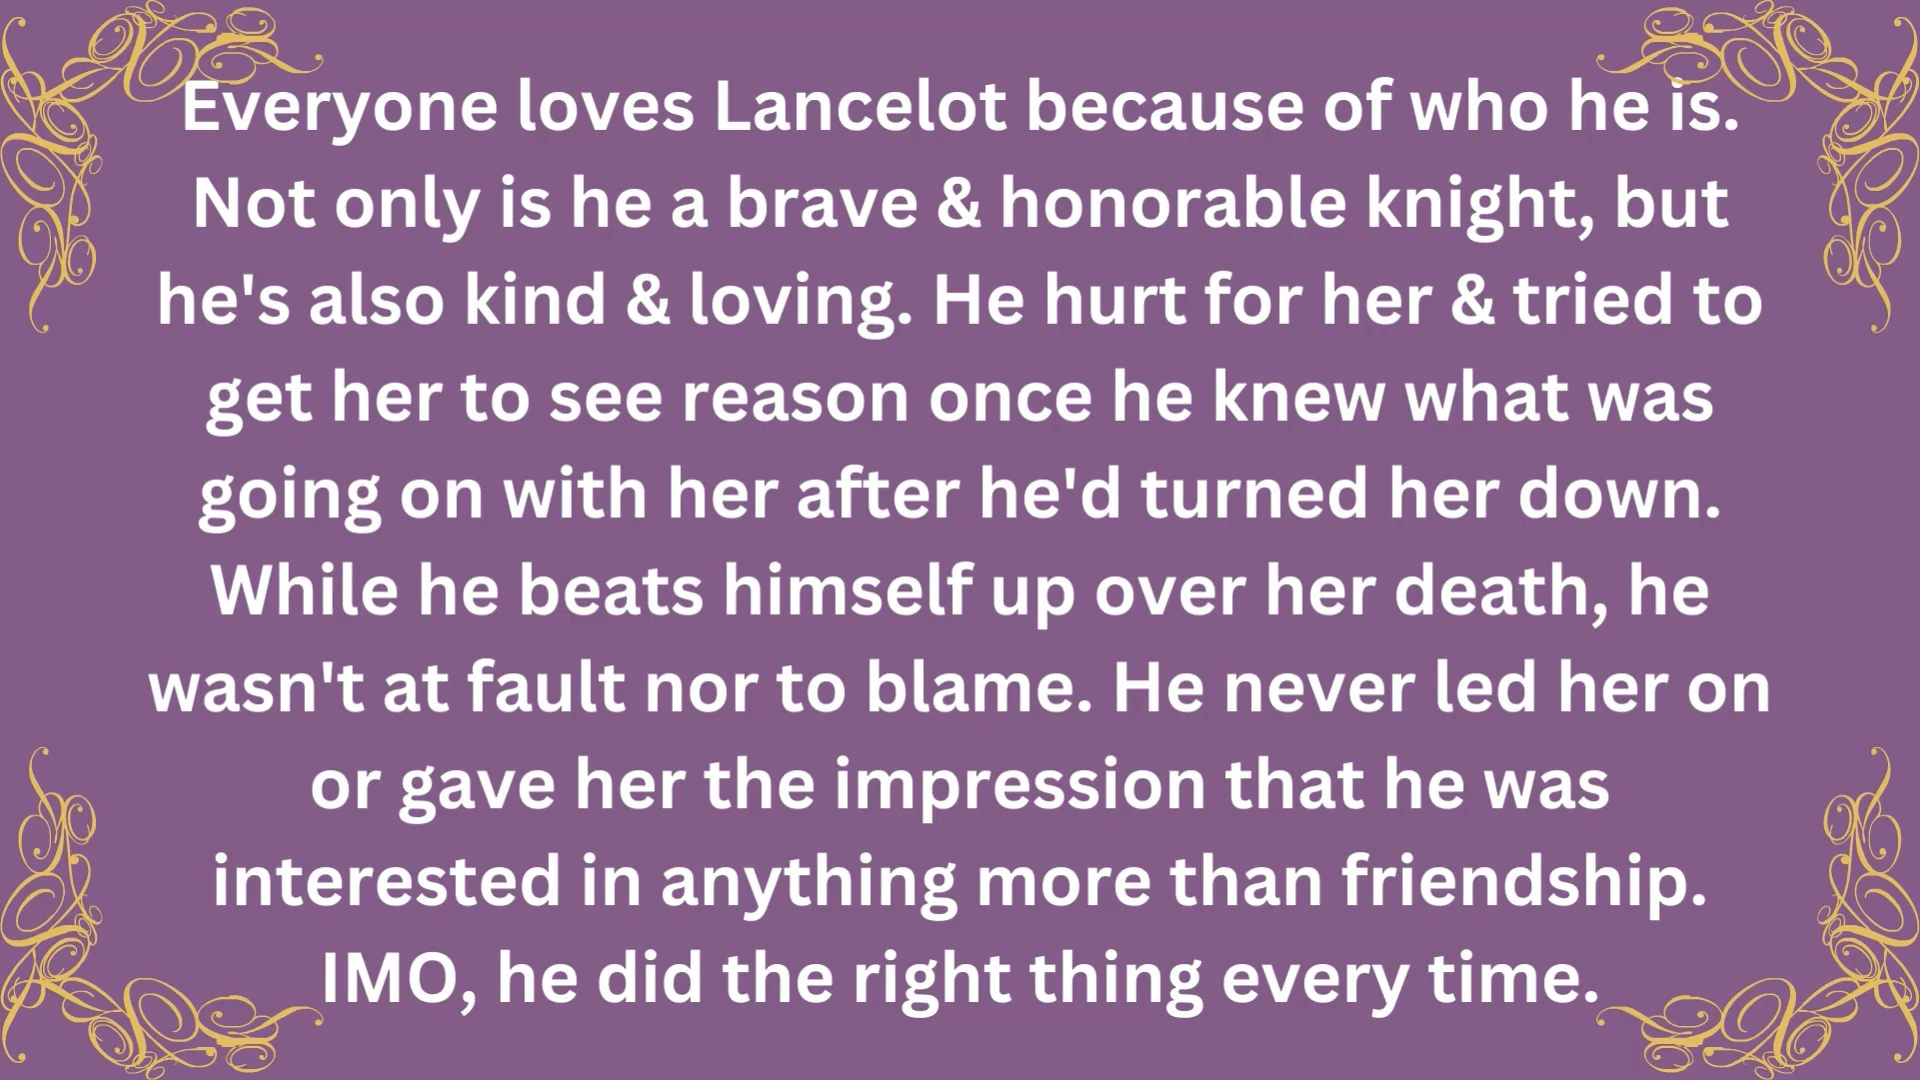 Everyone loves Lancelot because of who he is.
Not only is he a brave & honorable knight, but
he's also kind & loving. He hurt for her & tried to
get her to see reason once he knew what was
going on with her after he'd turned her down.
While he beats himself up over her death, he
wasn't at fault nor to blame. He never led her on
or gave her the impression that he was
interested in anything more than friendship.
IMO, he did the right thing every time.